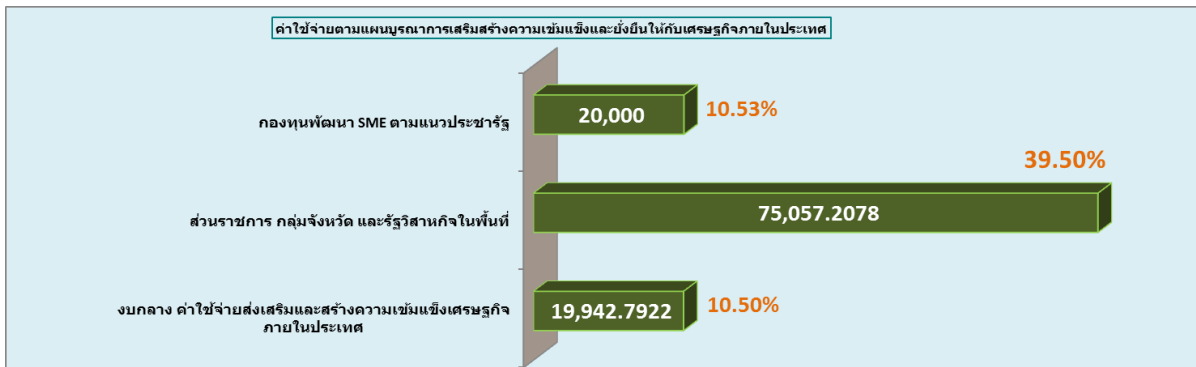 ค่าใช้จ่ายตามแผนบูรณาการเสริมสร้างความเข้มแข็งและยั่งยืนให้กับเศรษฐกิจภายในประเทศ
กองทุนพัฒนา SME ตามแนวประชารัฐ
20,000
10.53%
39.50%
ส่วนราชการ กลุ่มจังหวัด และรัฐวิสาหกิจในพื้นที่
75,057.2078
งบกลาง ค่าใช้จ่ายส่งเสริมและสร้างความเข้มแข็งเศรษฐกิจ
ภายในประเทศ
19,942.7922
10.50%